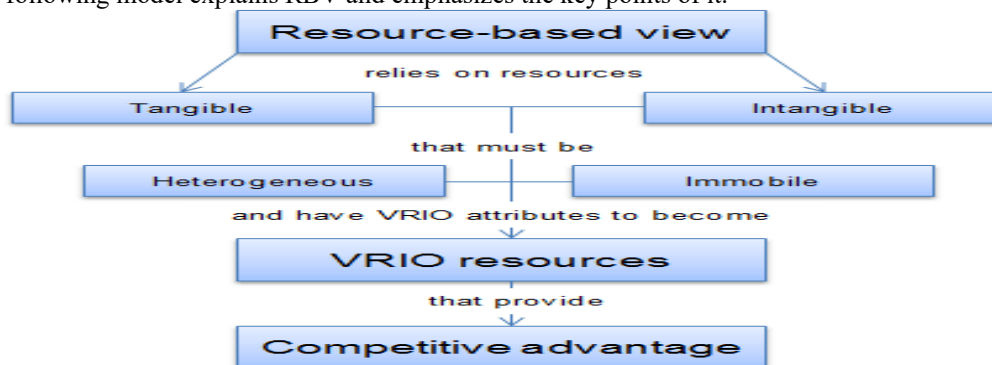 following model explains RBV and emphasizes the key points of it.
Resource-based view
relies on resources
Tangible
Intangible
that must be
Heterogeneous
Immobile
and have VRIO attributes to become
VRIO resources
that provide
Competitive advantage